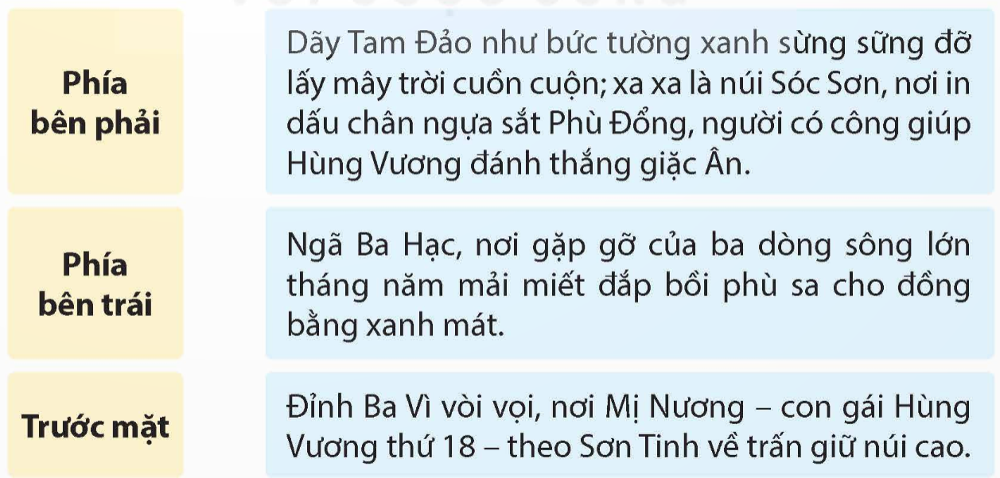 Phía
bên phải
Dãy Tam Đảo như bức tường xanh sừng sững đỡ
lấy mây trời cuồn cuộn; xa xa là núi Sóc Sơn, nơi in
dấu chân ngựa sắt Phù Đổng, người có công giúp
Hùng Vương đánh thắng giặc Ân.
Phía
bên trái
Ngã Ba Hạc, nơi gặp gỡ của ba dòng sông lớn
tháng năm mải miết đắp bồi phù sa cho đồng
bằng xanh mát.
Trước mặt
Đỉnh Ba Vì vòi vọi, nơi Mị Nương – con gái Hùng
Vương thứ 18 – theo Sơn Tinh về trấn giữ núi cao.